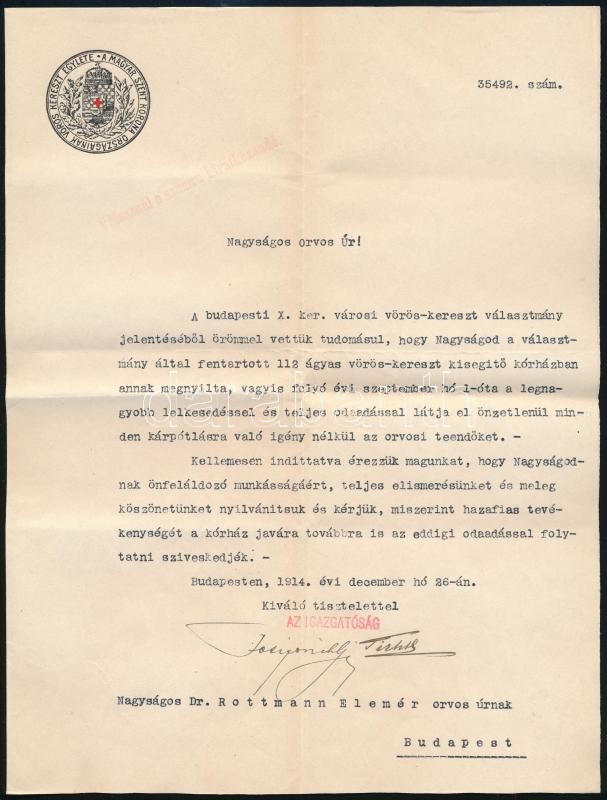 A MAGYAR SZENT KORONA ORSZÁGAINAK VÖRÖS KERESZT EGYLETE
35492. szám.
Nagyságos orvos Úr!
A budapesti X. ker. városi vörös-kereszt választmány
jelentéséből örömmel vettük tudomásul, hogy Nagyságod a választ-
mány által fentartott 112 ágyas vörös-kereszt kisegitő kórházban
annak megnyilta, vagyis folyó évi szeptember hó 1-óta a legna-
gyobb lelkesedéssel és teljes odaadással látja el önzetlenül min-
den kárpótlásra való igény nélkül az orvosi teendőket. -
Kellemesen indittatva érezzük magunkat, hogy Nagyságod-
nak önfeláldozó munkásságáért, teljes elismerésünket és meleg
köszönetünket nyilvánitsuk és kérjük, miszerint hazafias tevé-
kenységét a kórház javára továbbra is az eddigi odaadással foly-
tatni sziveskedjék. -
Budapesten, 1914. évi december hó 26-án.
Kiváló tisztelettel
AZ IGAZGATÓSÁG
Nagyságos Dr. Rottmann Elemér orvos úrnak
Budapest
darabanth